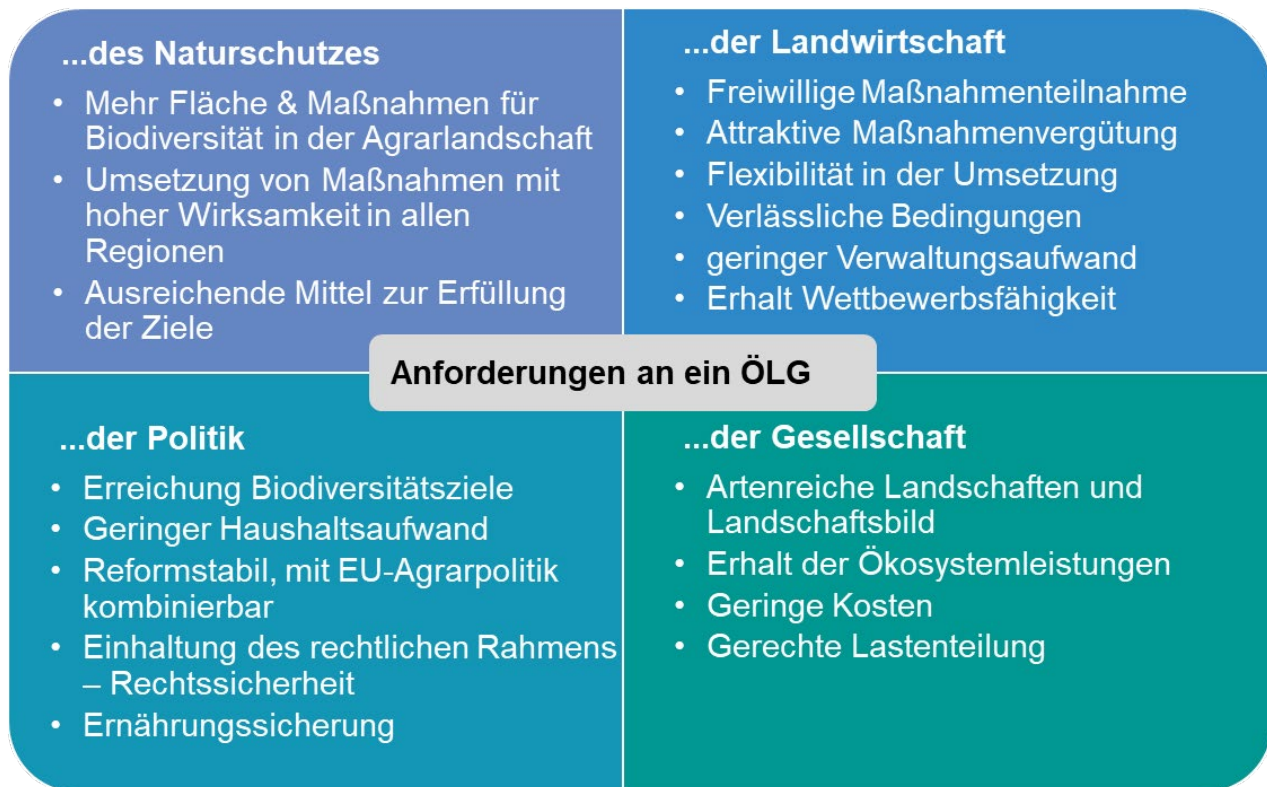 ...des Naturschutzes
• Mehr Fläche & Maßnahmen für
Biodiversität in der Agrarlandschaft
• Umsetzung von Maßnahmen mit
hoher Wirksamkeit in allen
Regionen
• Ausreichende Mittel zur Erfüllung
der Ziele
...der Landwirtschaft
• Freiwillige Maßnahmenteilnahme
• Attraktive Maßnahmenvergütung
• Flexibilität in der Umsetzung
• Verlässliche Bedingungen
• geringer Verwaltungsaufwand
• Erhalt Wettbewerbsfähigkeit
Anforderungen an ein ÖLG
...der Politik
• Erreichung Biodiversitätsziele
• Geringer Haushaltsaufwand
• Reformstabil, mit EU-Agrarpolitik
kombinierbar
• Einhaltung des rechtlichen Rahmens
– Rechtssicherheit
• Ernährungssicherung
...der Gesellschaft
• Artenreiche Landschaften und
Landschaftsbild
• Erhalt der Ökosystemleistungen
• Geringe Kosten
• Gerechte Lastenteilung